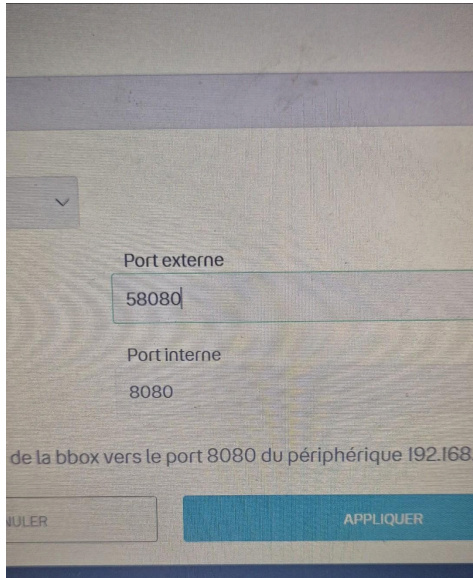 Port externe
58080
Port interne
8080
de la bbox vers le port 8080 du périphérique 192.168.
NULER
APPLIQUER